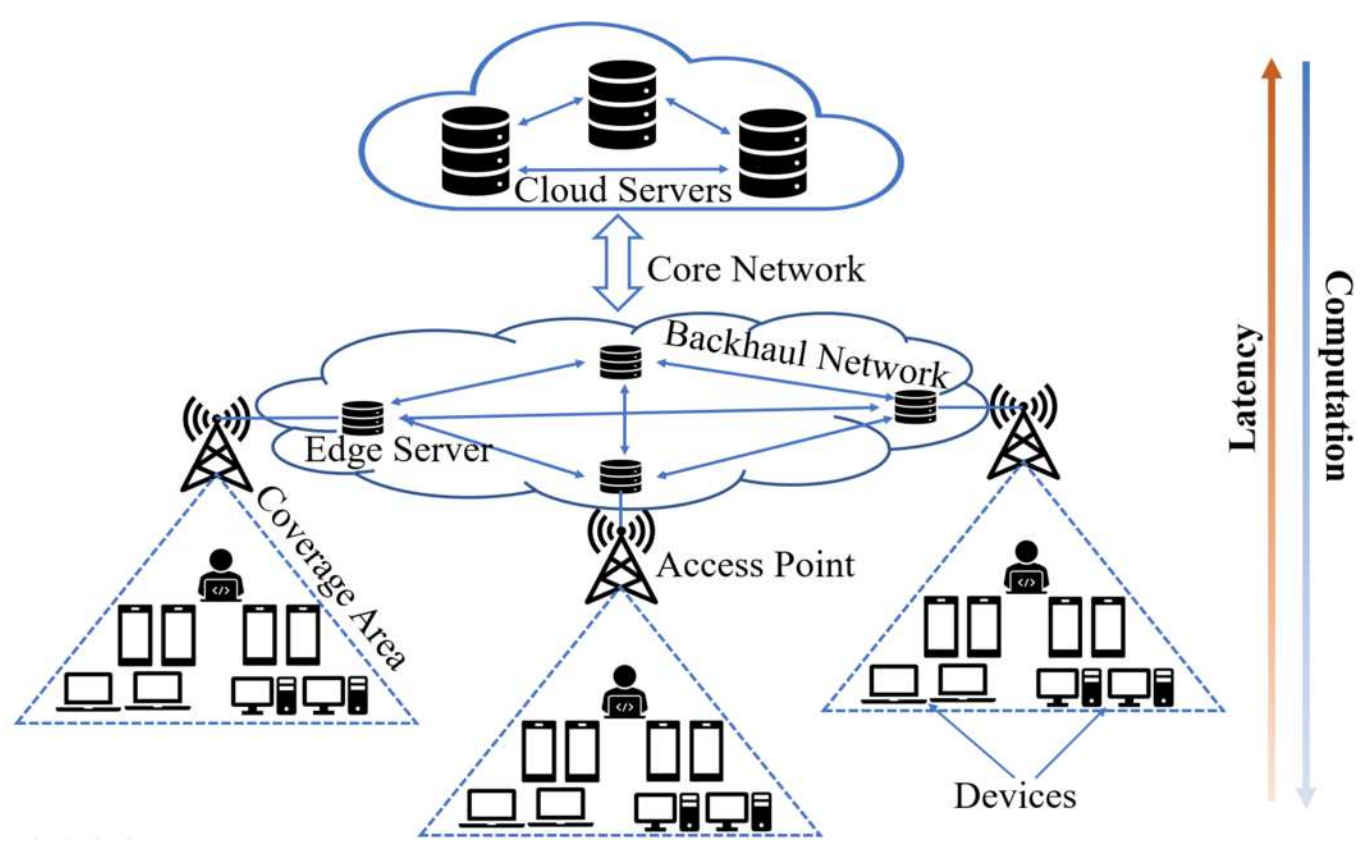 Cloud Servers
Core Network
Backhaul Network
Edge Server
Coverage Area
Access Point
Devices
Latency
Computation